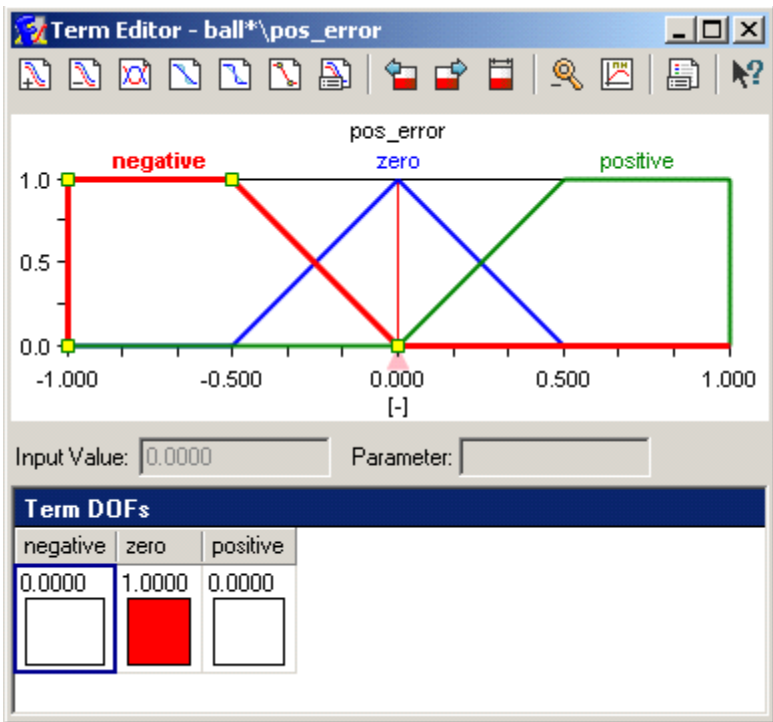 Term Editor - ball*\pos_error
pos_error
negative zero positive
1.0
0.5
0.0
-1.000 -0.500 0.000 0.500 1.000
[-]
Input Value: 0.0000 Parameter:
Term DOFs
negative zero positive
0.0000 1.0000 0.0000